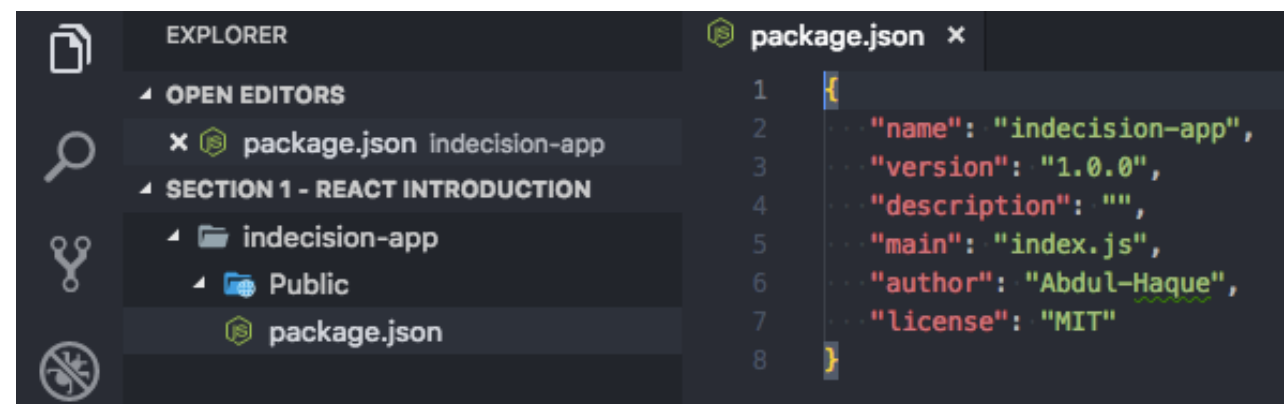 EXPLORER
OPEN EDITORS
package.json indecision-app
SECTION 1 - REACT INTRODUCTION
indecision-app
Public
package.json
package.json ×
1 {
2 "name": "indecision-app",
3 "version": "1.0.0",
4 "description": "",
5 "main": "index.js",
6 "author": "Abdul-Haque",
7 "license": "MIT"
8 }